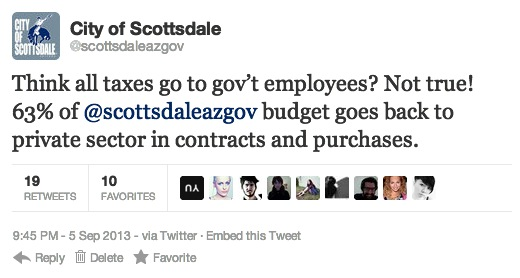 CITY OF SCOTTSDALE
City of Scottsdale
@scottsdaleazgov
Think all taxes go to gov't employees? Not true!
63% of @scottsdaleazgov budget goes back to
private sector in contracts and purchases.
19 RETWEETS 10 FAVORITES
9:45 PM - 5 Sep 2013 - via Twitter · Embed this Tweet
Reply Delete Favorite